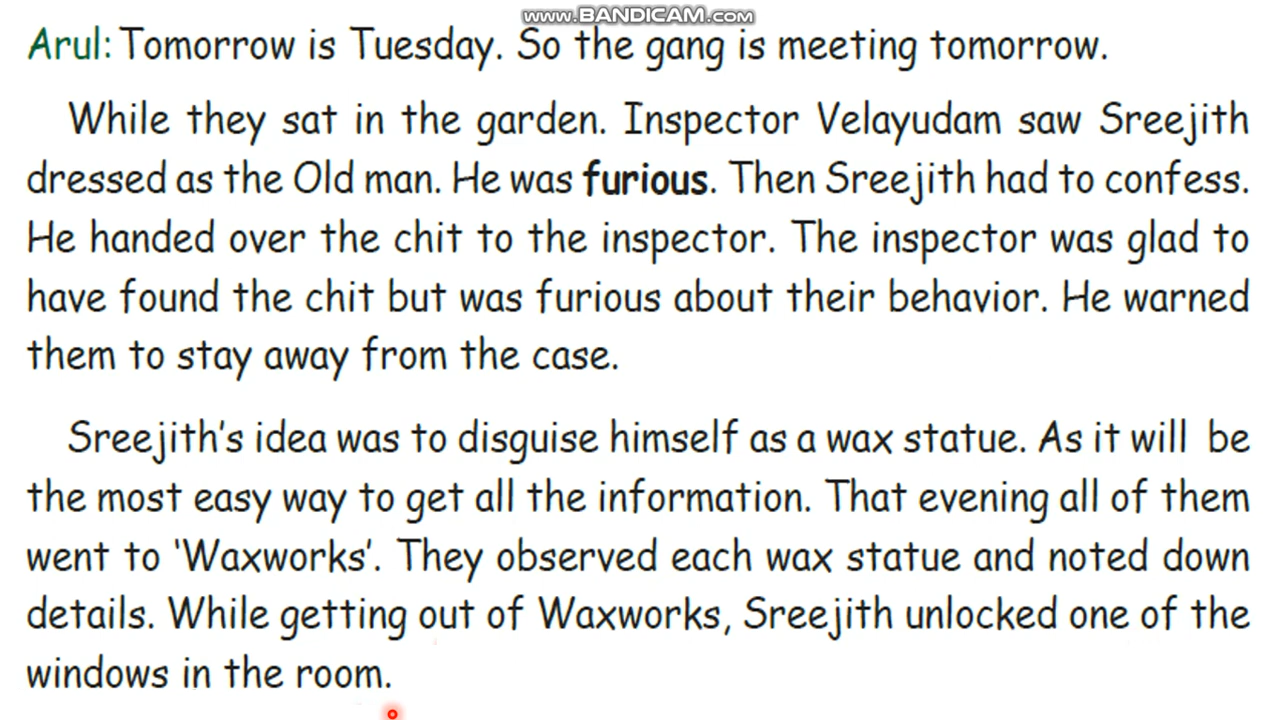 www.BANDICAM.com
Arul: Tomorrow is Tuesday. So the gang is meeting tomorrow.
While they sat in the garden. Inspector Velayudam saw Sreejith
dressed as the Old man. He was furious. Then Sreejith had to confess.
He handed over the chit to the inspector. The inspector was glad to
have found the chit but was furious about their behavior. He warned
them to stay away from the case.
Sreejith's idea was to disguise himself as a wax statue. As it will be
the most easy way to get all the information. That evening all of them
went to 'Waxworks'. They observed each wax statue and noted down
details. While getting out of Waxworks, Sreejith unlocked one of the
windows in the room.